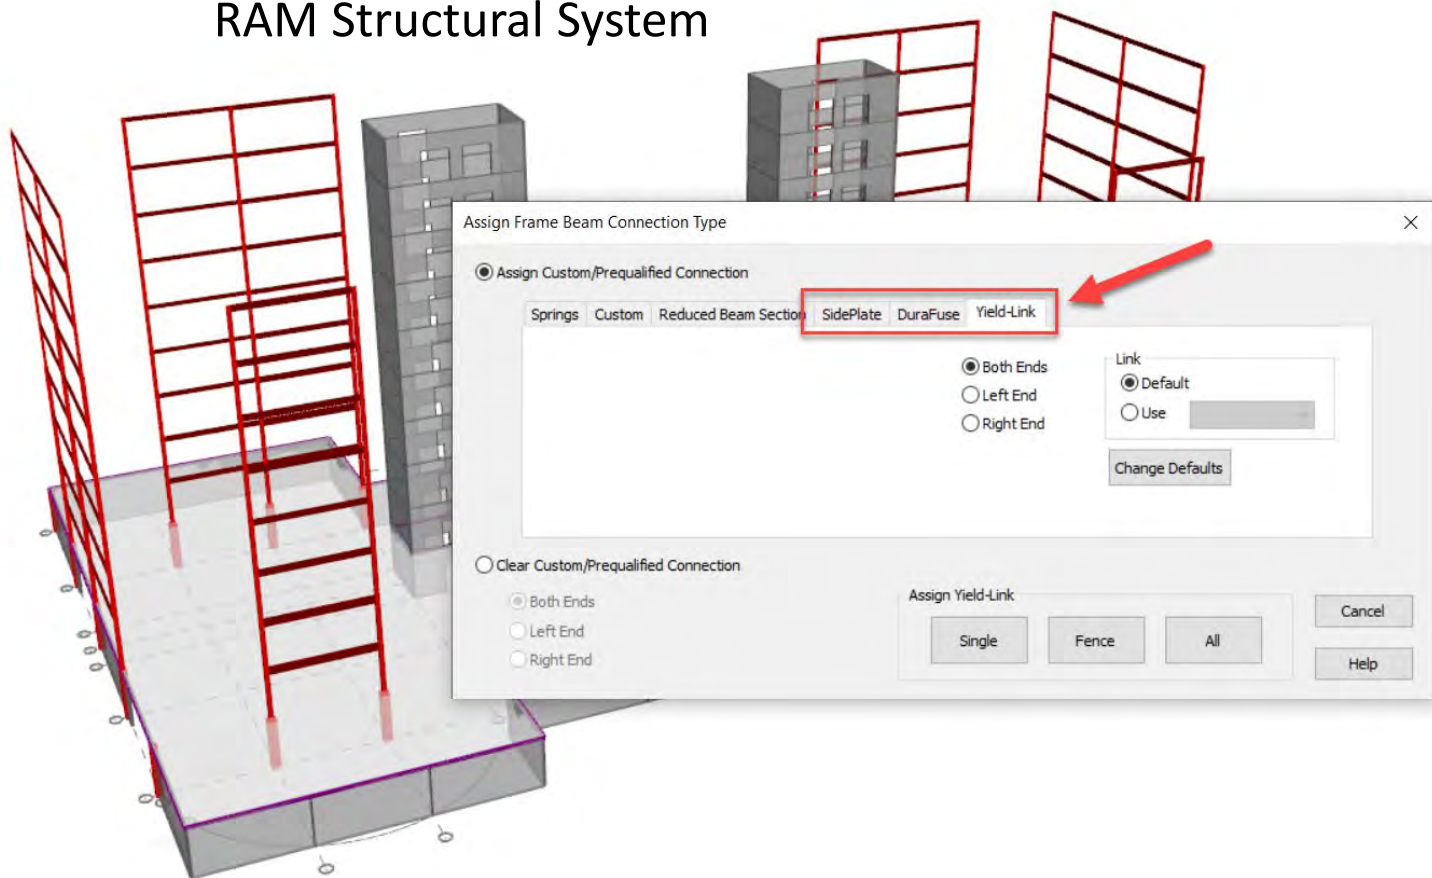 RAM Structural System
Assign Frame Beam Connection Type
Assign Custom/Prequalified Connection
Springs Custom Reduced Beam Section SidePlate DuraFuse Yield-Link
Both Ends
Left End
Right End
Link
Default
Use
Change Defaults
Clear Custom/Prequalified Connection
Both Ends
Left End
Right End
Assign Yield-Link
Single Fence All
Cancel
Help